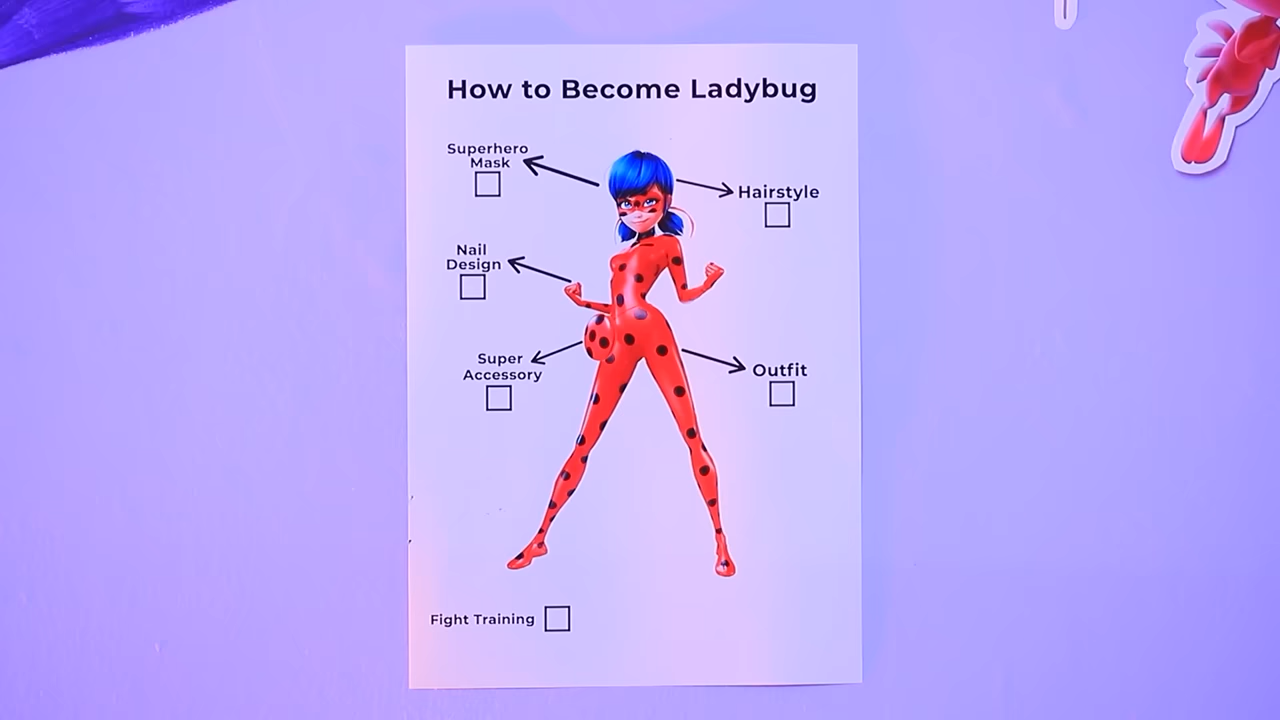 How to Become Ladybug
Superhero
Mask
Hairstyle
Nail
Design
Super
Accessory
Outfit
Fight Training